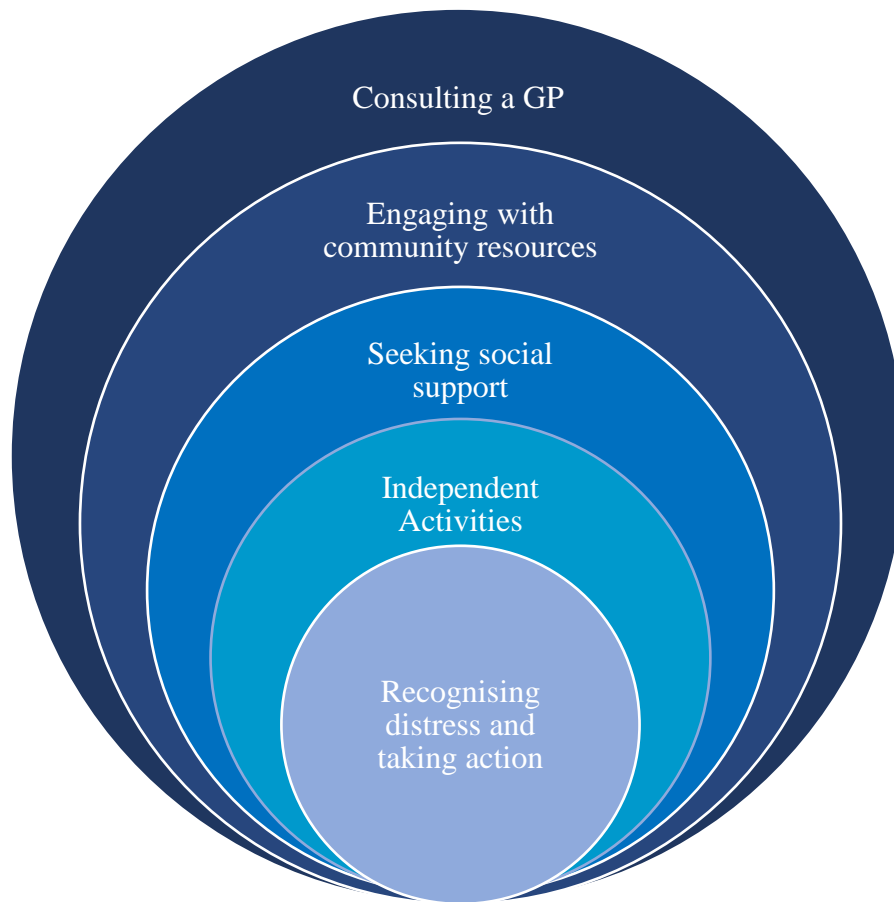 Consulting a GP
Engaging with
community resources
Seeking social
support
Independent
Activities
Recognising
distress and
taking action